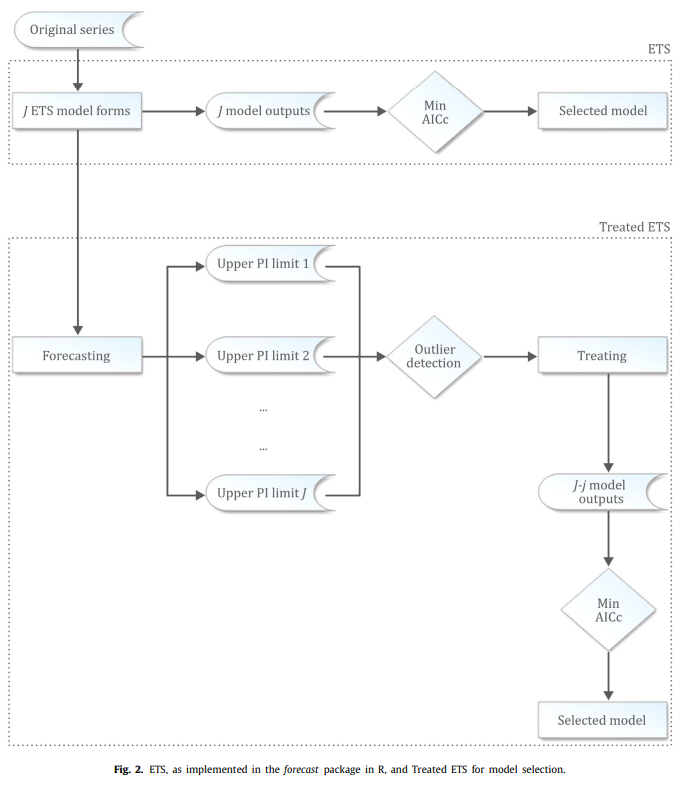 Original series
ETS
J ETS model forms
J model outputs
Min
AICc
Selected model
Treated ETS
Upper PI limit 1
Forecasting
Upper PI limit 2
Outlier
detection
Treating
...
...
Upper PI limit J
J-j model
outputs
Min
AICc
Selected model
Fig. 2. ETS, as implemented in the forecast package in R, and Treated ETS for model selection.